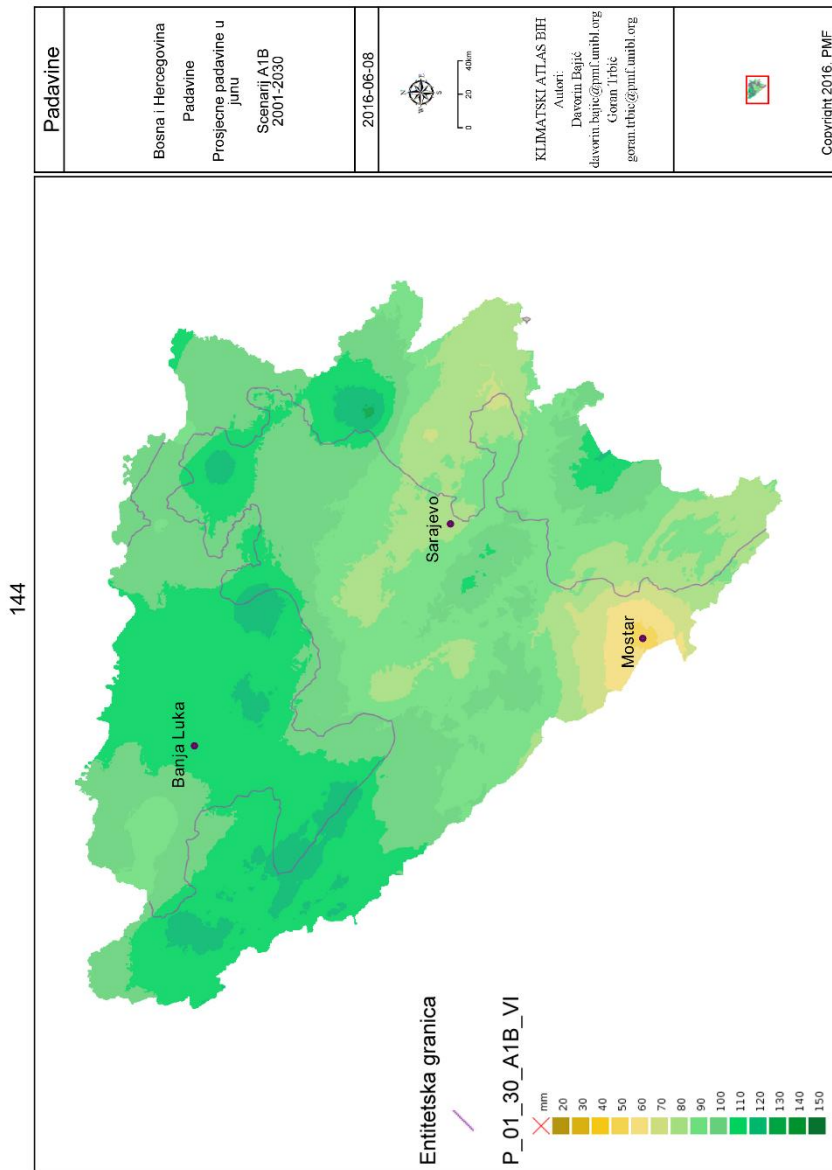 144
Padavine
Bosna i Hercegovina
Padavine
Prosjecne padavine u
junu
Scenarij A1B
2001-2030
2016-06-08
N
W E
S
0 20 40km
KLIMATSKI ATLAS BIH
Autori:
Davorin Bajić
davorin.bajic@pmf.unibl.org
Goran Trbić
goran.trbic@pmf.unibl.org
Copyright 2016, PMF
Banja Luka
Sarajevo
Mostar
Entitetska granica
P_01_30_A1B_VI
mm
20
30
40
50
60
70
80
90
100
110
120
130
140
150